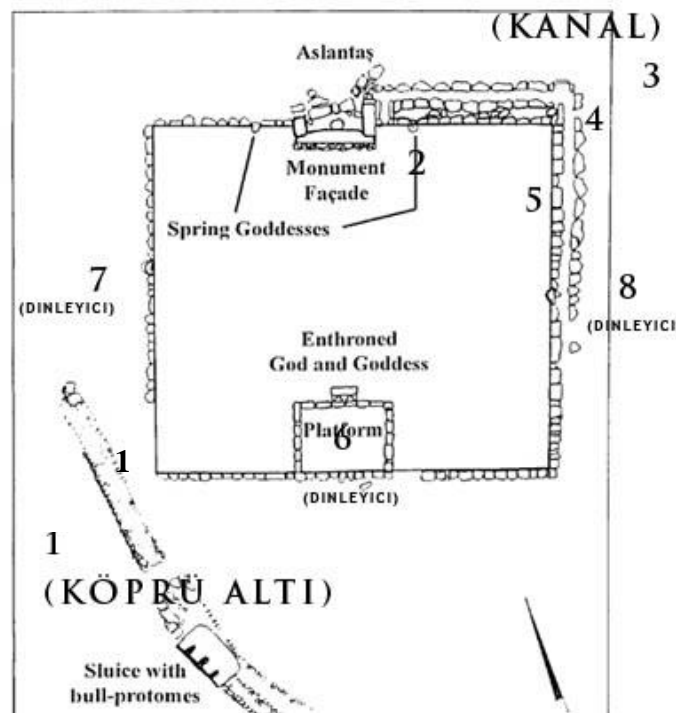 (KANAL)
Aslantaş
3
4
Monument
Façade
2
5
Spring Goddesses
7
(DINLEYICI)
8
(DINLEYICI
Enthroned
God and Goddess
Platform
6
1
(DINLEYICI)
1
(KÖPRÜ ALTI)
Sluice with
bull-protomes